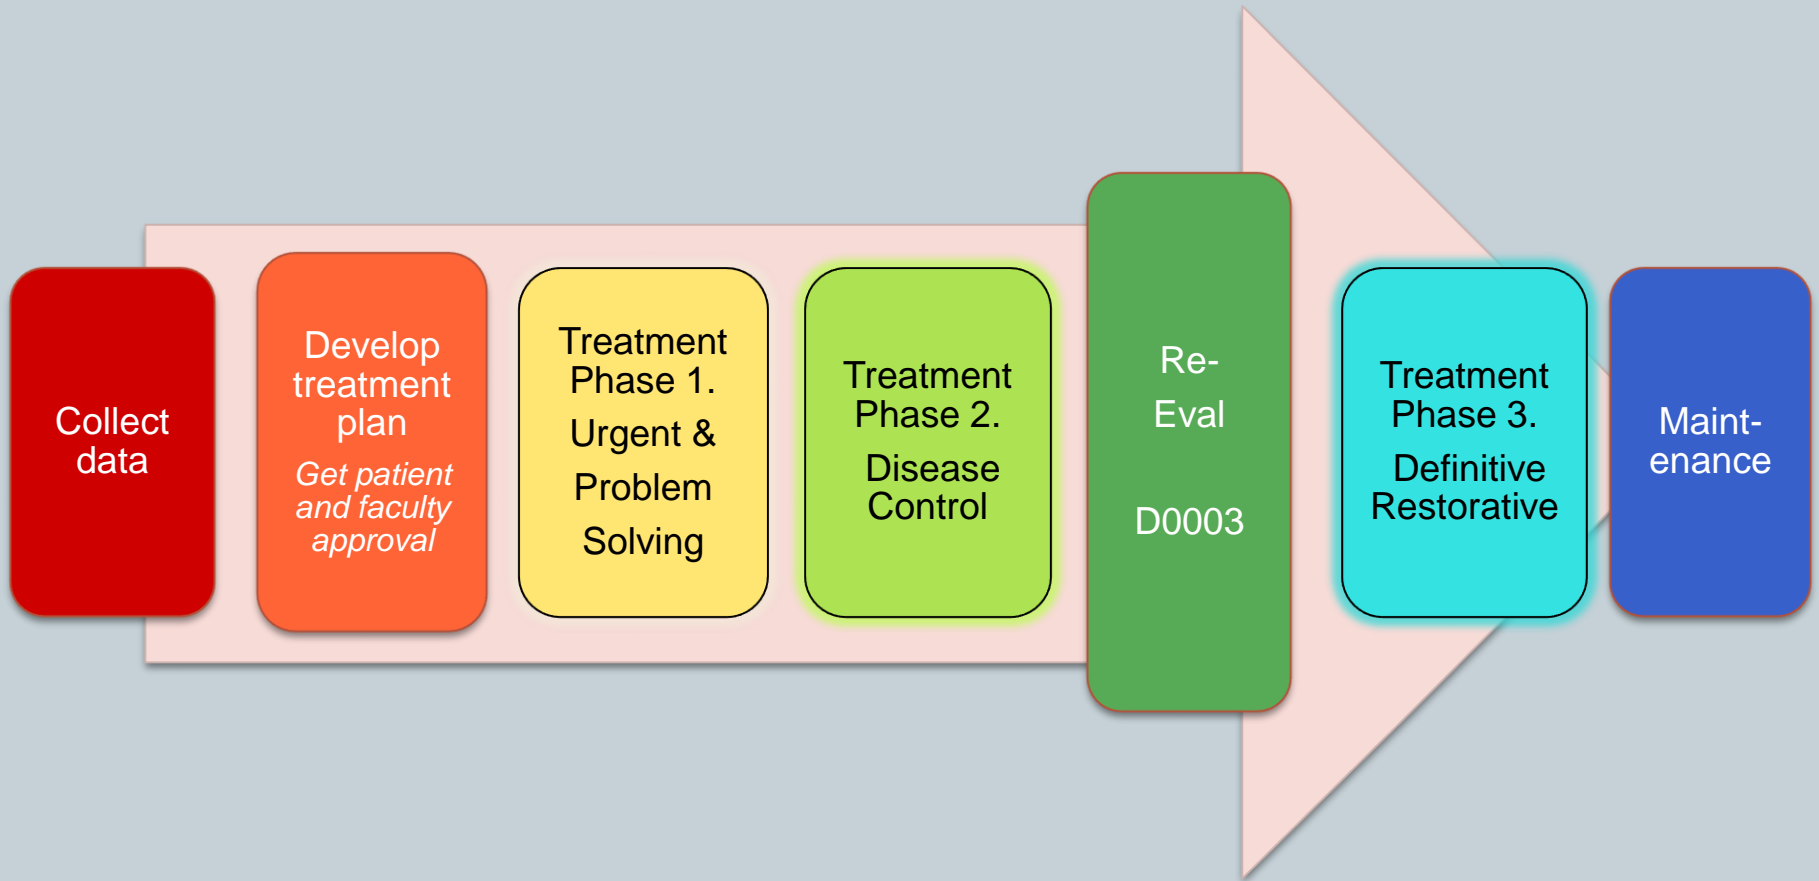 Collect
data
Develop
treatment
plan
Get patient
and faculty
approval
Treatment
Phase 1.
Urgent &
Problem
Solving
Treatment
Phase 2.
Disease
Control
Re-
Eval
D0003
Treatment
Phase 3.
Definitive
Restorative
Maint-
enance